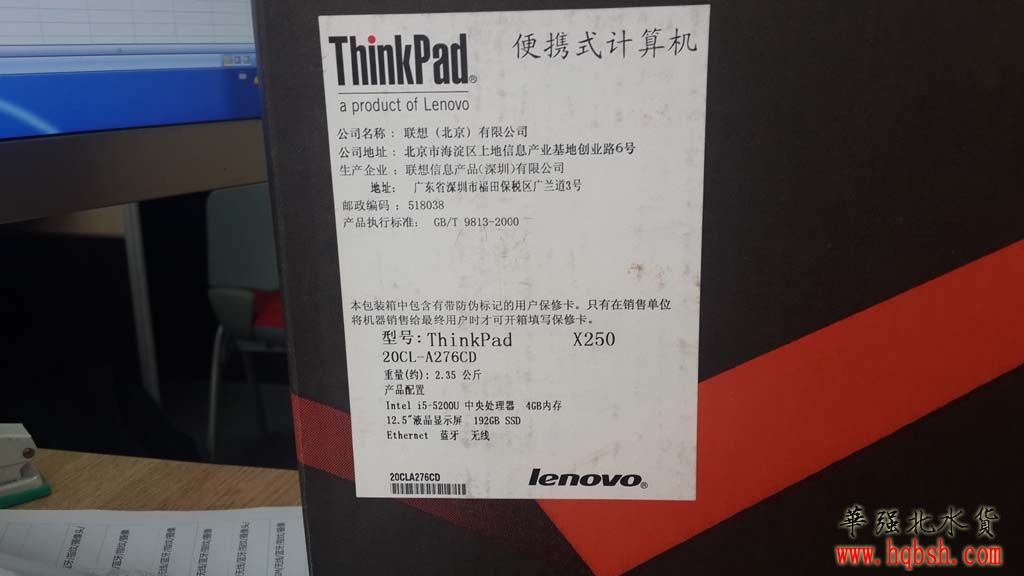 ThinkPad®
便携式计算机
a product of Lenovo
公司名称：联想（北京）有限公司
公司地址：北京市海淀区上地信息产业基地创业路6号
生产企业：联想信息产品(深圳)有限公司
地址：广东省深圳市福田保税区广兰道3号
邮政编码：518038
产品执行标准：GB/T 9813-2000
本包装箱中包含有带防伪标记的用户保修卡。只有在销售单位
将机器销售给最终用户时才可开箱填写保修卡。
型号：ThinkPad X250
20CL-A276CD
重量(约)：2.35 公斤
产品配置
Intel i5-5200U 中央处理器 4GB内存
12.5"液晶显示屏 192GB SSD
Ethernet 蓝牙 无线
20CLA276CD
lenovo®
華强北水貨
www.hqbsh.com